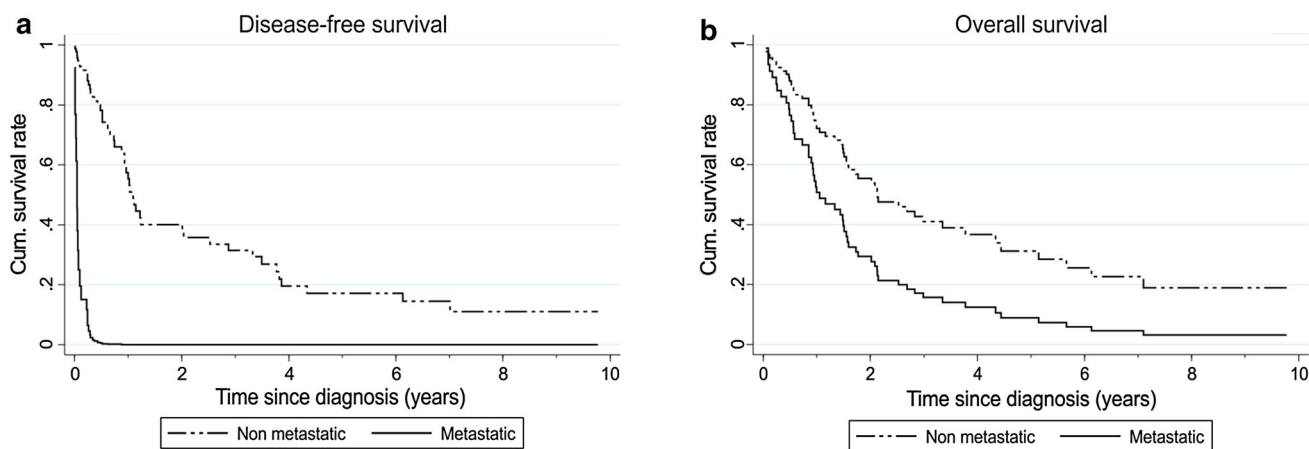 a
Disease-free survival
Cum. survival rate
1
.8
.6
.4
.2
0
0 2 4 6 8 10
Time since diagnosis (years)
Non metastatic Metastatic
b
Overall survival
Cum. survival rate
1
.8
.6
.4
.2
0
0 2 4 6 8 10
Time since diagnosis (years)
Non metastatic Metastatic